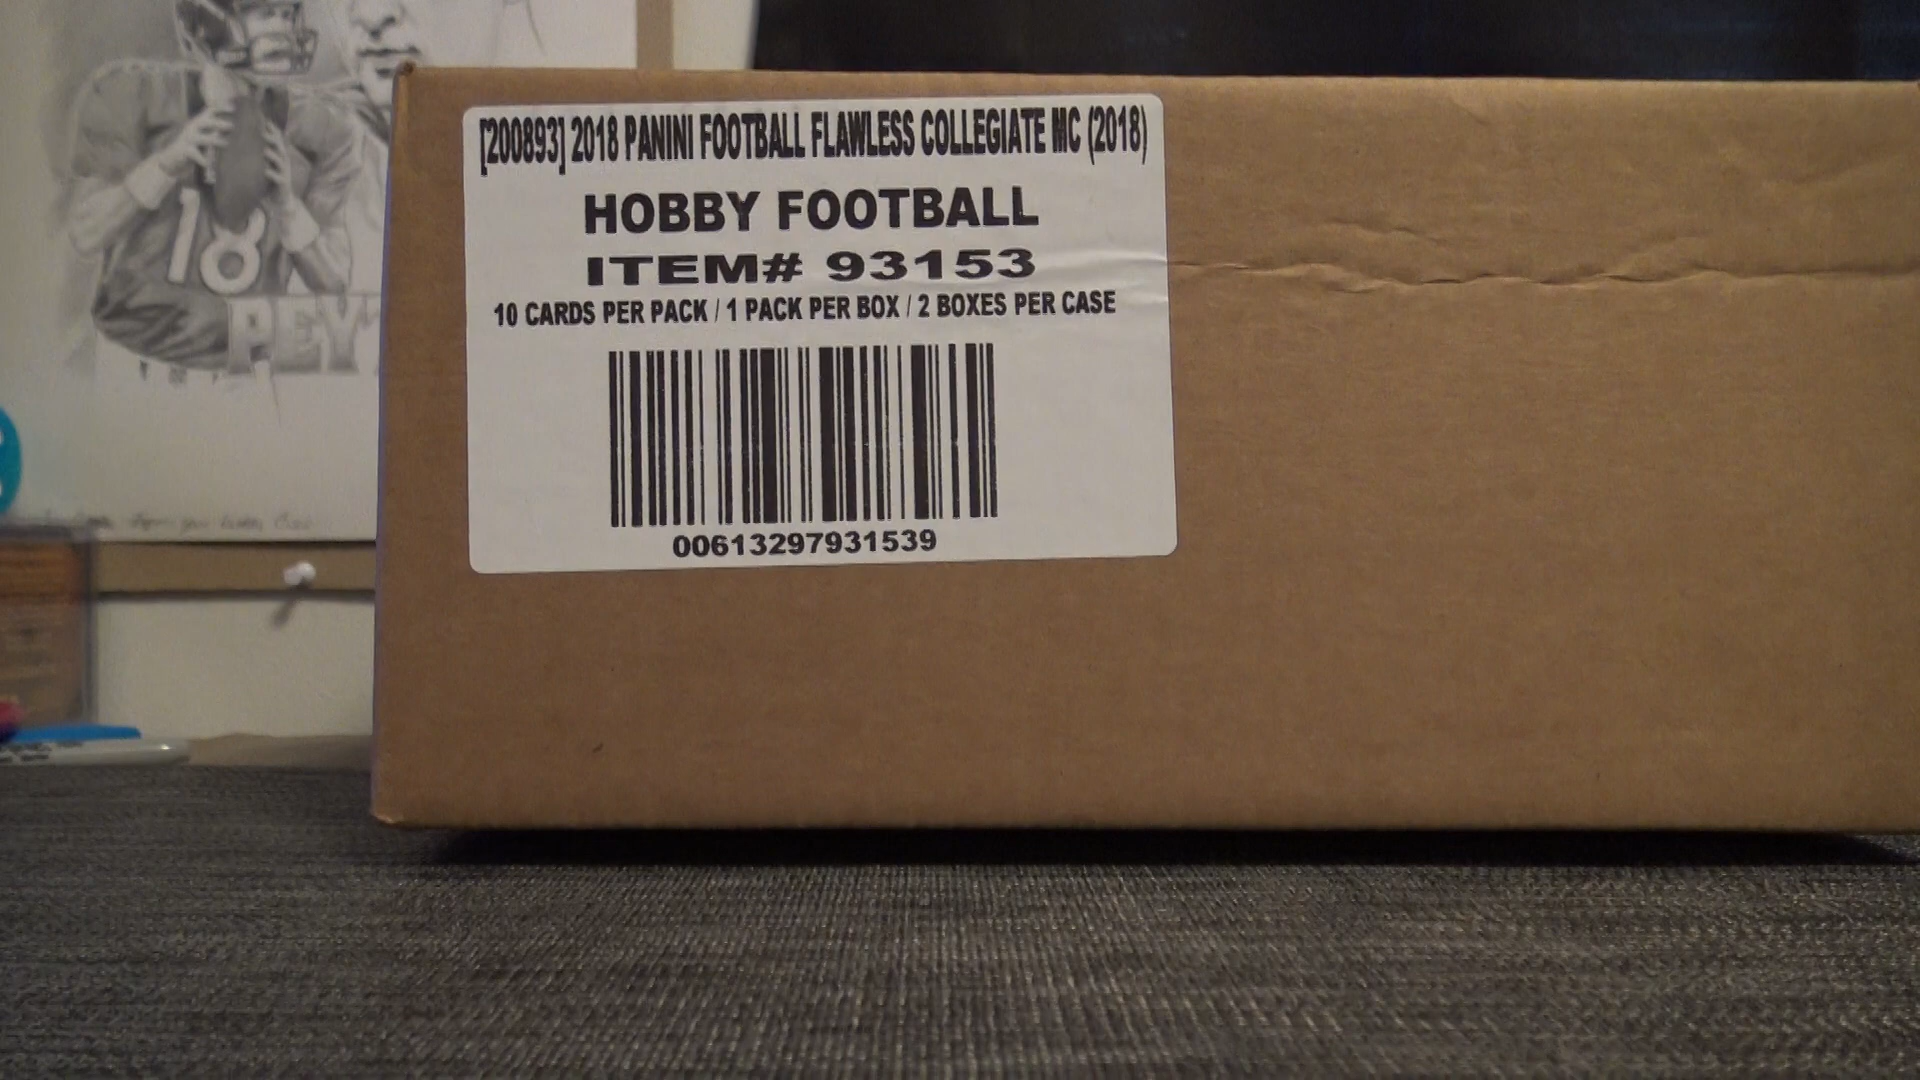 [200893] 2018 PANINI FOOTBALL FLAWLESS COLLEGIATE MC (2018)
HOBBY FOOTBALL
ITEM# 93153
10 CARDS PER PACK / 1 PACK PER BOX / 2 BOXES PER CASE
00613297931539
18
PEY